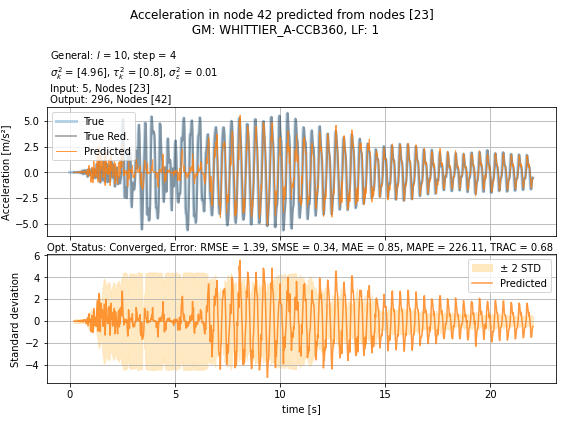 Acceleration in node 42 predicted from nodes [23]
GM: WHITTIER_A-CCB360, LF: 1
General: l = 10, step = 4
σ²ₖ = [4.96], τ²ₖ = [0.8], σ²ε = 0.01
Input: 5, Nodes [23]
Output: 296, Nodes [42]
Acceleration [m/s²]
5.0
2.5
0.0
−2.5
−5.0
True
True Red.
Predicted
Opt. Status: Converged, Error: RMSE = 1.39, SMSE = 0.34, MAE = 0.85, MAPE = 226.11, TRAC = 0.68
Standard deviation
6
4
2
0
−2
−4
± 2 STD
Predicted
0
5
10
15
20
time [s]